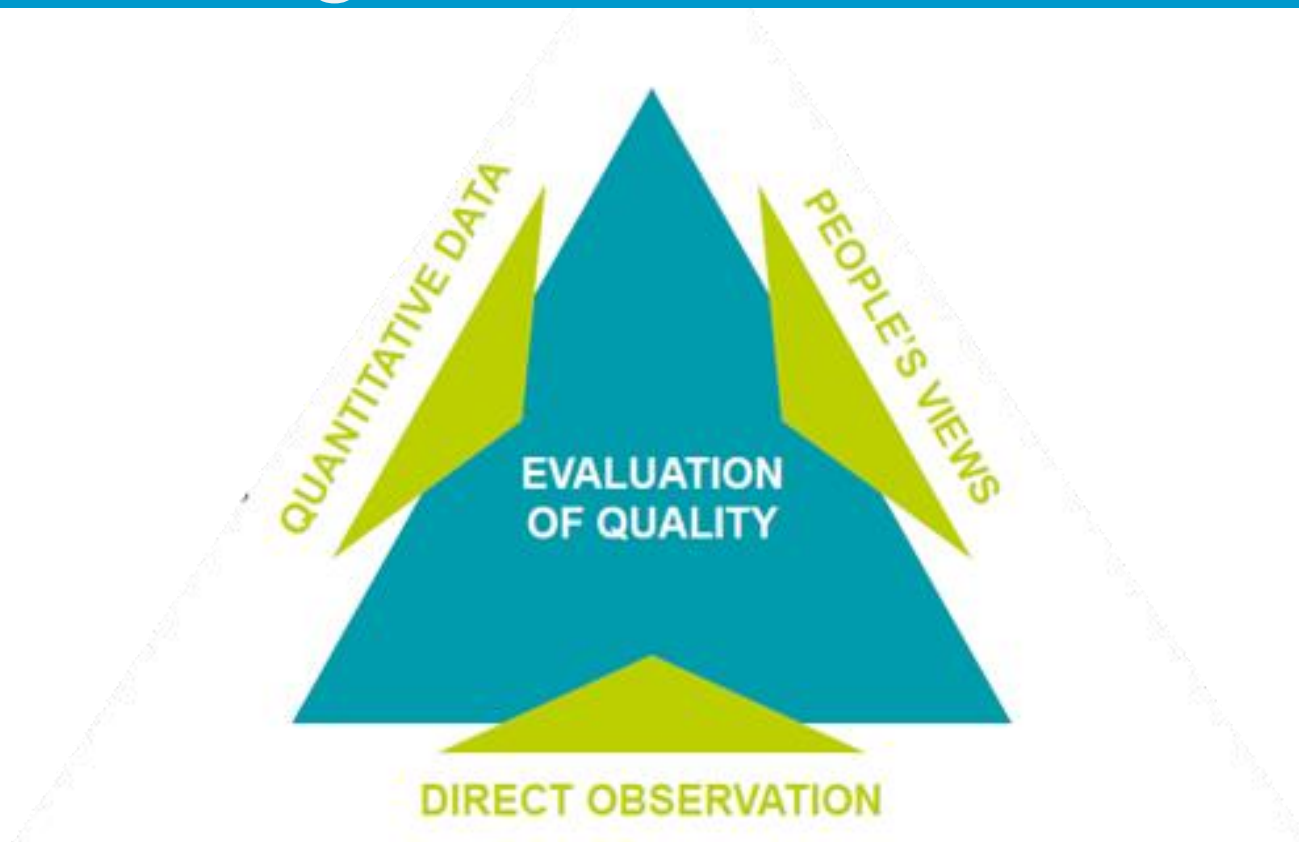 QUANTITATIVE DATA
PEOPLE'S VIEWS
EVALUATION
OF QUALITY
DIRECT OBSERVATION